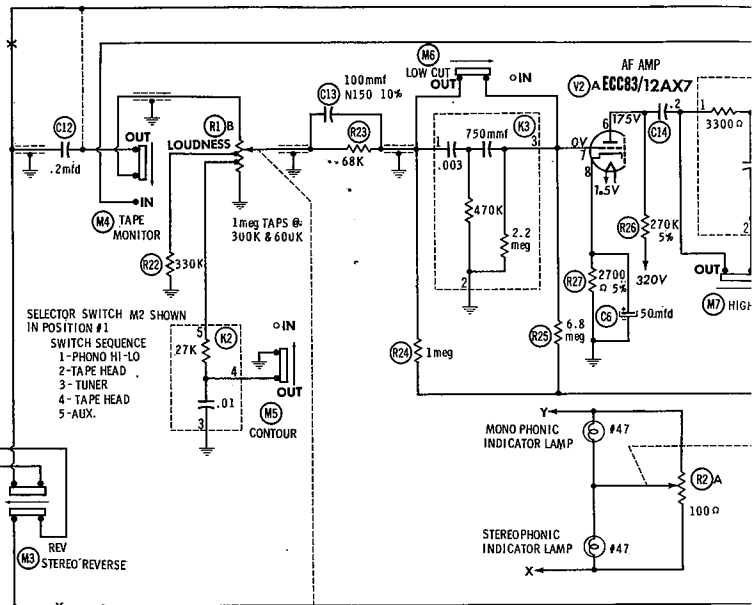 M6
LOW CUT
OUT
IN
AF AMP
V2 A ECC83/12AX7
6
175V
.2
C14
1
3300Ω
100mmf
N150 10%
C13
R23
68K
K3
1
750mmf
3
.003
470K
2.2
meg
2
0V
7
8
1.5V
R26
270K
5%
320V
R27
2700
Ω 5%
C6
50mfd
2
OUT
M7 HIGH
C12
.2mfd
OUT
IN
M4 TAPE
MONITOR
R1 B
LOUDNESS
1meg TAPS @
300K & 600K
R22
330K
SELECTOR SWITCH M2 SHOWN
IN POSITION #1
SWITCH SEQUENCE
1-PHONO HI-LO
2-TAPE HEAD
3-TUNER
4-TAPE HEAD
5-AUX.
5
K2
27K
4
.01
3
IN
OUT
M5
CONTOUR
R24
1meg
R25
6.8
meg
Y
MONOPHONIC
INDICATOR LAMP
#47
R2 A
100Ω
STEREOPHONIC
INDICATOR LAMP
#47
X
REV
M3 STEREO REVERSE